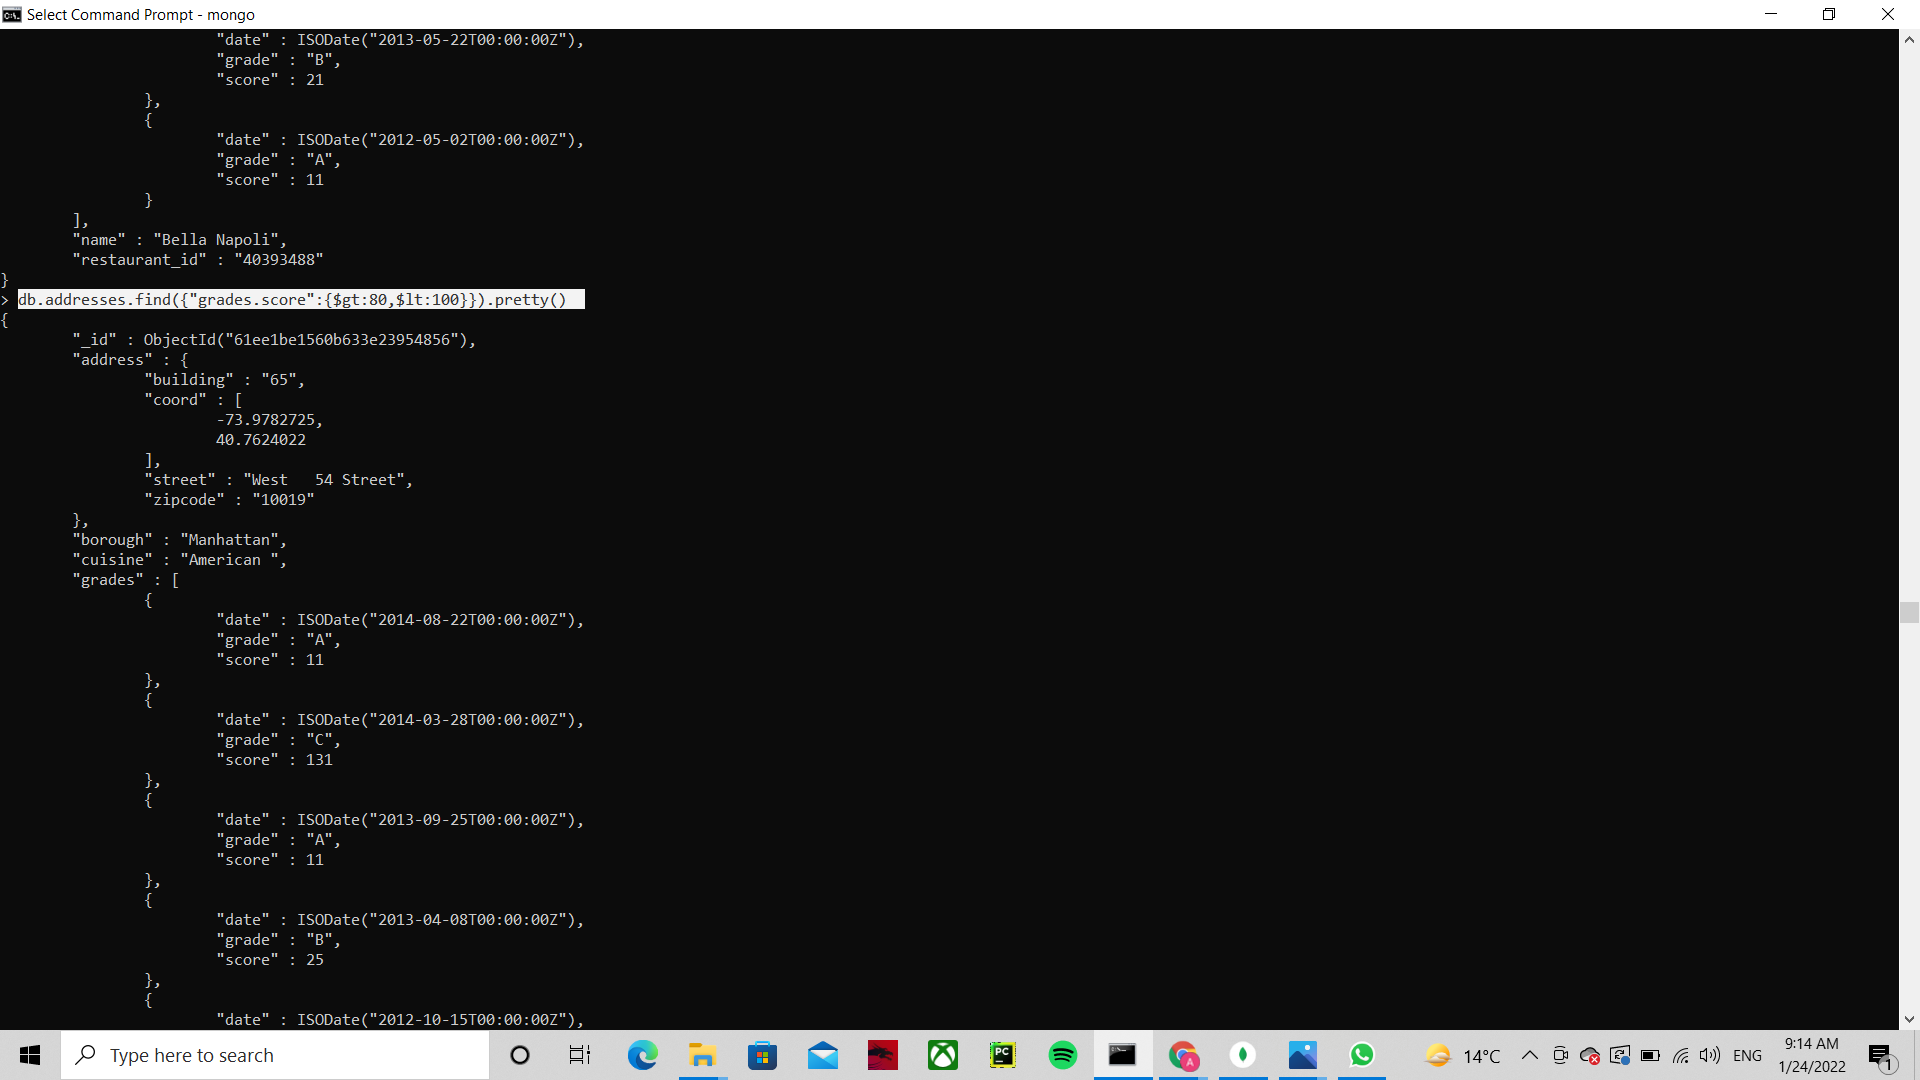 Select Command Prompt - mongo
"date" : ISODate("2013-05-22T00:00:00Z"),
"grade" : "B",
"score" : 21
},
{
"date" : ISODate("2012-05-02T00:00:00Z"),
"grade" : "A",
"score" : 11
}
],
"name" : "Bella Napoli",
"restaurant_id" : "40393488"
}
> db.addresses.find({"grades.score":{$gt:80,$lt:100}}).pretty()
{
"_id" : ObjectId("61ee1be1560b633e23954856"),
"address" : {
"building" : "65",
"coord" : [
-73.9782725,
40.7624022
],
"street" : "West   54 Street",
"zipcode" : "10019"
},
"borough" : "Manhattan",
"cuisine" : "American ",
"grades" : [
{
"date" : ISODate("2014-08-22T00:00:00Z"),
"grade" : "A",
"score" : 11
},
{
"date" : ISODate("2014-03-28T00:00:00Z"),
"grade" : "C",
"score" : 131
},
{
"date" : ISODate("2013-09-25T00:00:00Z"),
"grade" : "A",
"score" : 11
},
{
"date" : ISODate("2013-04-08T00:00:00Z"),
"grade" : "B",
"score" : 25
},
{
"date" : ISODate("2012-10-15T00:00:00Z"),
Type here to search
PC
A
14°C
ENG
9:14 AM
1/24/2022
1